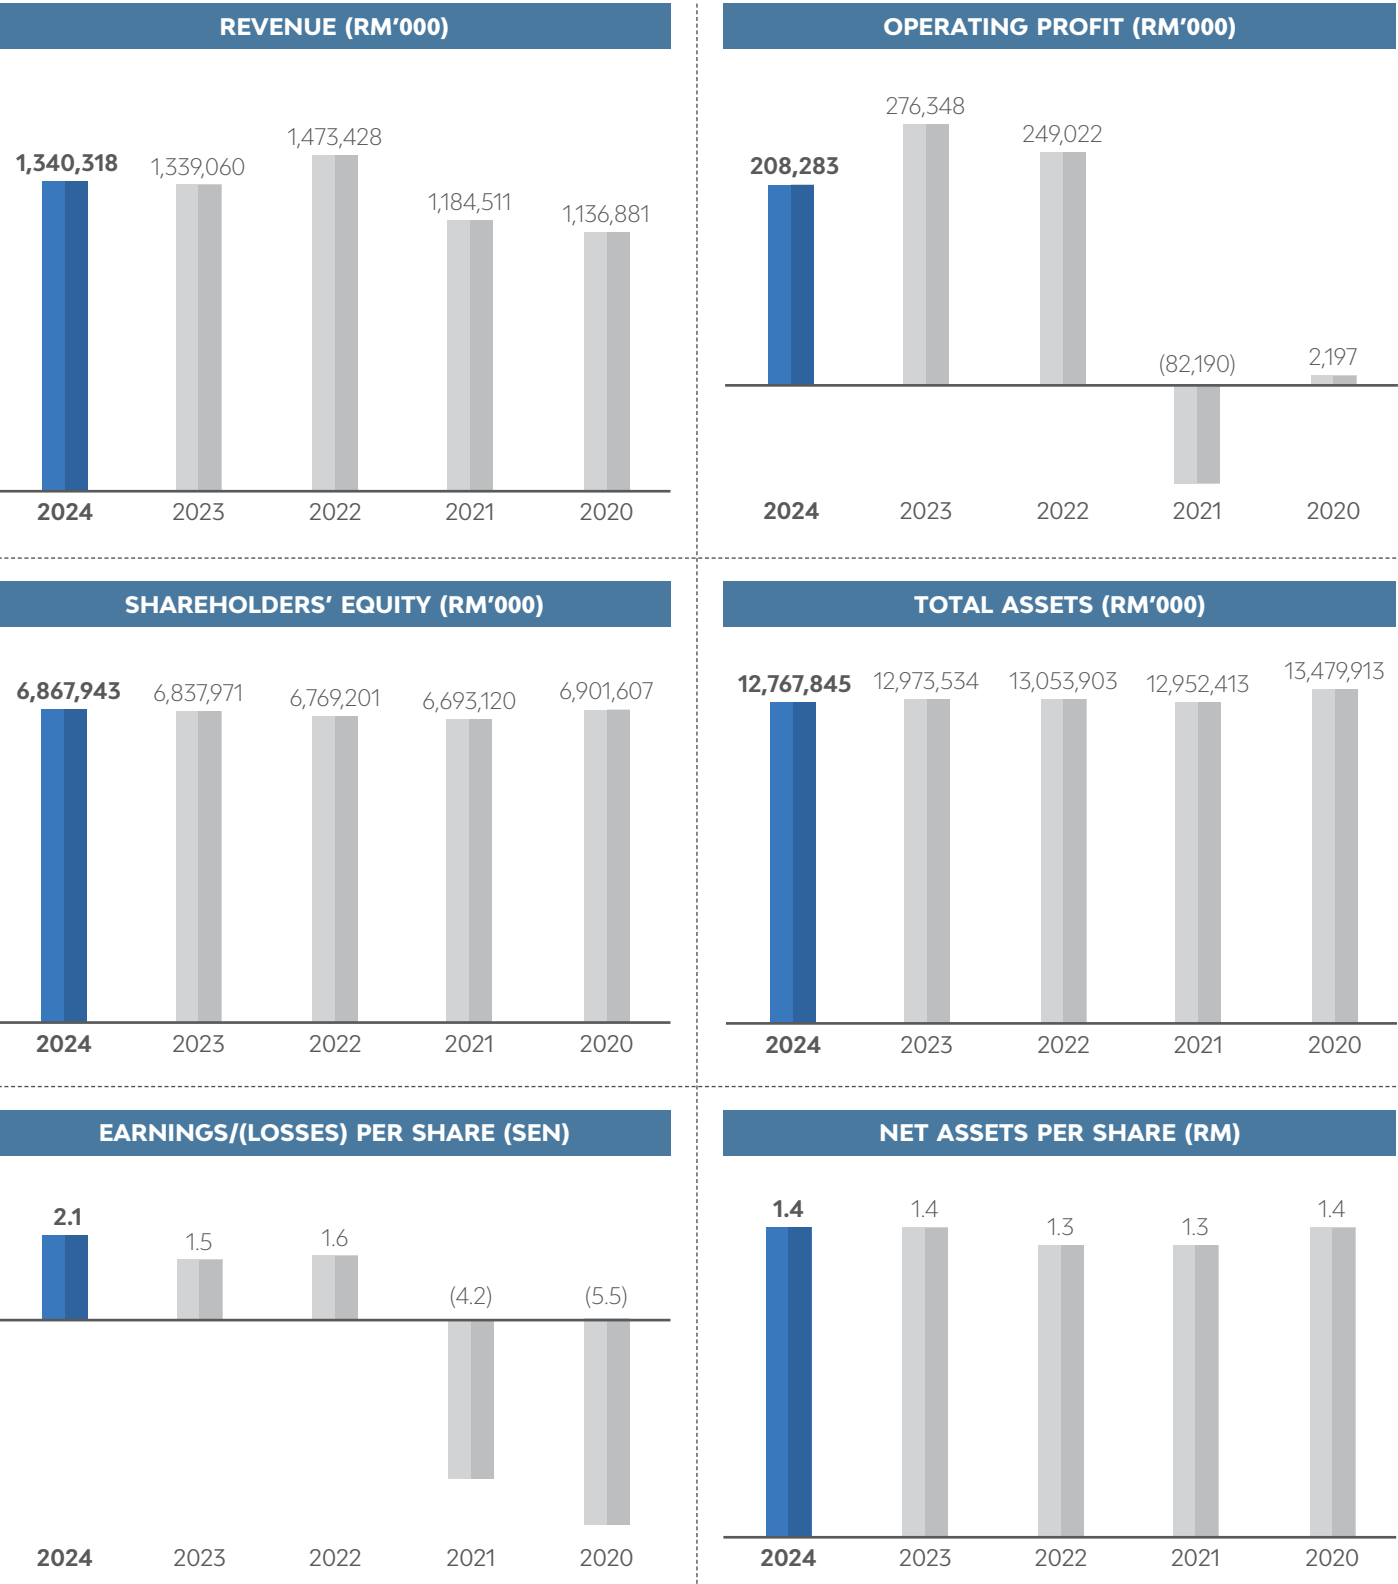 REVENUE (RM'000)
1,340,318 1,339,060 1,473,428 1,184,511 1,136,881
2024 2023 2022 2021 2020
OPERATING PROFIT (RM'000)
208,283 276,348 249,022 (82,190) 2,197
2024 2023 2022 2021 2020
SHAREHOLDERS' EQUITY (RM'000)
6,867,943 6,837,971 6,769,201 6,693,120 6,901,607
2024 2023 2022 2021 2020
TOTAL ASSETS (RM'000)
12,767,845 12,973,534 13,053,903 12,952,413 13,479,913
2024 2023 2022 2021 2020
EARNINGS/(LOSSES) PER SHARE (SEN)
2.1 1.5 1.6 (4.2) (5.5)
2024 2023 2022 2021 2020
NET ASSETS PER SHARE (RM)
1.4 1.4 1.3 1.3 1.4
2024 2023 2022 2021 2020